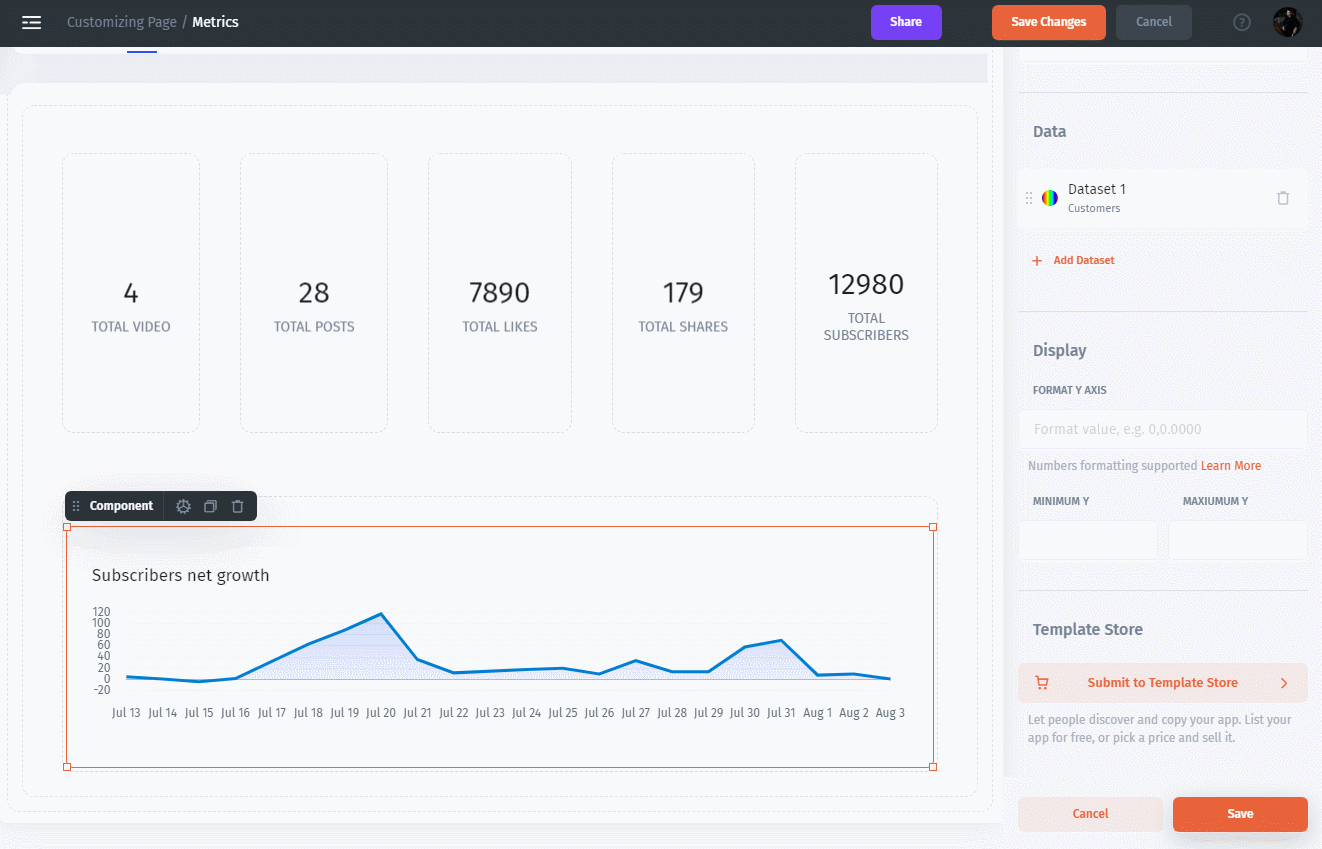 Customizing Page / Metrics
Share
Save Changes
Cancel
?
4
TOTAL VIDEO
28
TOTAL POSTS
7890
TOTAL LIKES
179
TOTAL SHARES
12980
TOTAL
SUBSCRIBERS
Component
Subscribers net growth
120
100
80
60
40
20
0
-20
Jul 13 Jul 14 Jul 15 Jul 16 Jul 17 Jul 18 Jul 19 Jul 20 Jul 21 Jul 22 Jul 23 Jul 24 Jul 25 Jul 26 Jul 27 Jul 28 Jul 29 Jul 30 Jul 31 Aug 1 Aug 2 Aug 3
Data
Dataset 1
Customers
+ Add Dataset
Display
FORMAT Y AXIS
Format value, e.g. 0,0.0000
Numbers formatting supported Learn More
MINIMUM Y
MAXIUMUM Y
Template Store
Submit to Template Store
Let people discover and copy your app. List your
app for free, or pick a price and sell it.
Cancel
Save